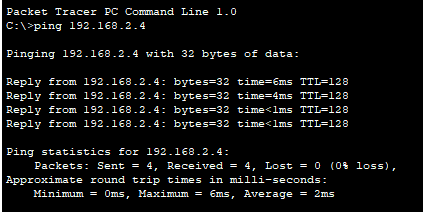 Packet Tracer PC Command Line 1.0
C:\>ping 192.168.2.4
Pinging 192.168.2.4 with 32 bytes of data:
Reply from 192.168.2.4: bytes=32 time=6ms TTL=128
Reply from 192.168.2.4: bytes=32 time=4ms TTL=128
Reply from 192.168.2.4: bytes=32 time<1ms TTL=128
Reply from 192.168.2.4: bytes=32 time<1ms TTL=128
Ping statistics for 192.168.2.4:
Packets: Sent = 4, Received = 4, Lost = 0 (0% loss),
Approximate round trip times in milli-seconds:
Minimum = 0ms, Maximum = 6ms, Average = 2ms